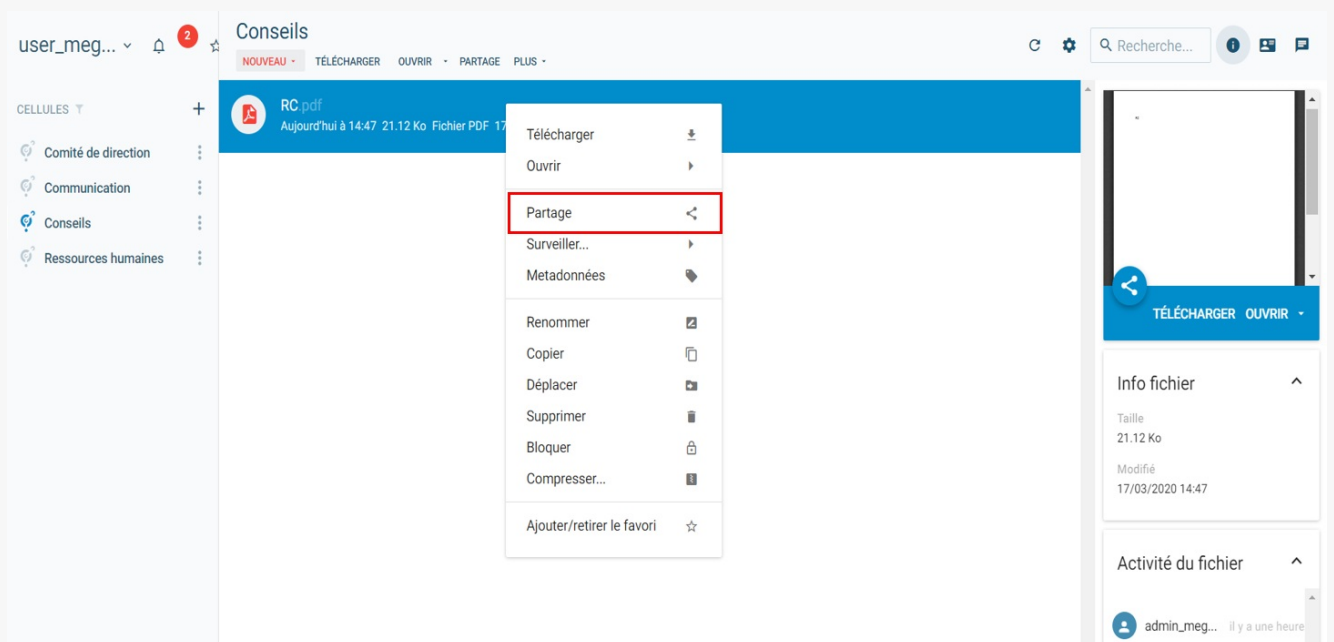 user_meg...
2
CELLULES
Comité de direction
Communication
Conseils
Ressources humaines
Conseils
NOUVEAU TÉLÉCHARGER OUVRIR PARTAGE PLUS
Recherche...
RC.pdf
Aujourd'hui à 14:47 21.12 Ko Fichier PDF 17
Télécharger
Ouvrir
Partage
Surveiller...
Metadonnées
Renommer
Copier
Déplacer
Supprimer
Bloquer
Compresser...
Ajouter/retirer le favori
TÉLÉCHARGER OUVRIR
Info fichier
Taille
21.12 Ko
Modifié
17/03/2020 14:47
Activité du fichier
admin_meg... il y a une heure